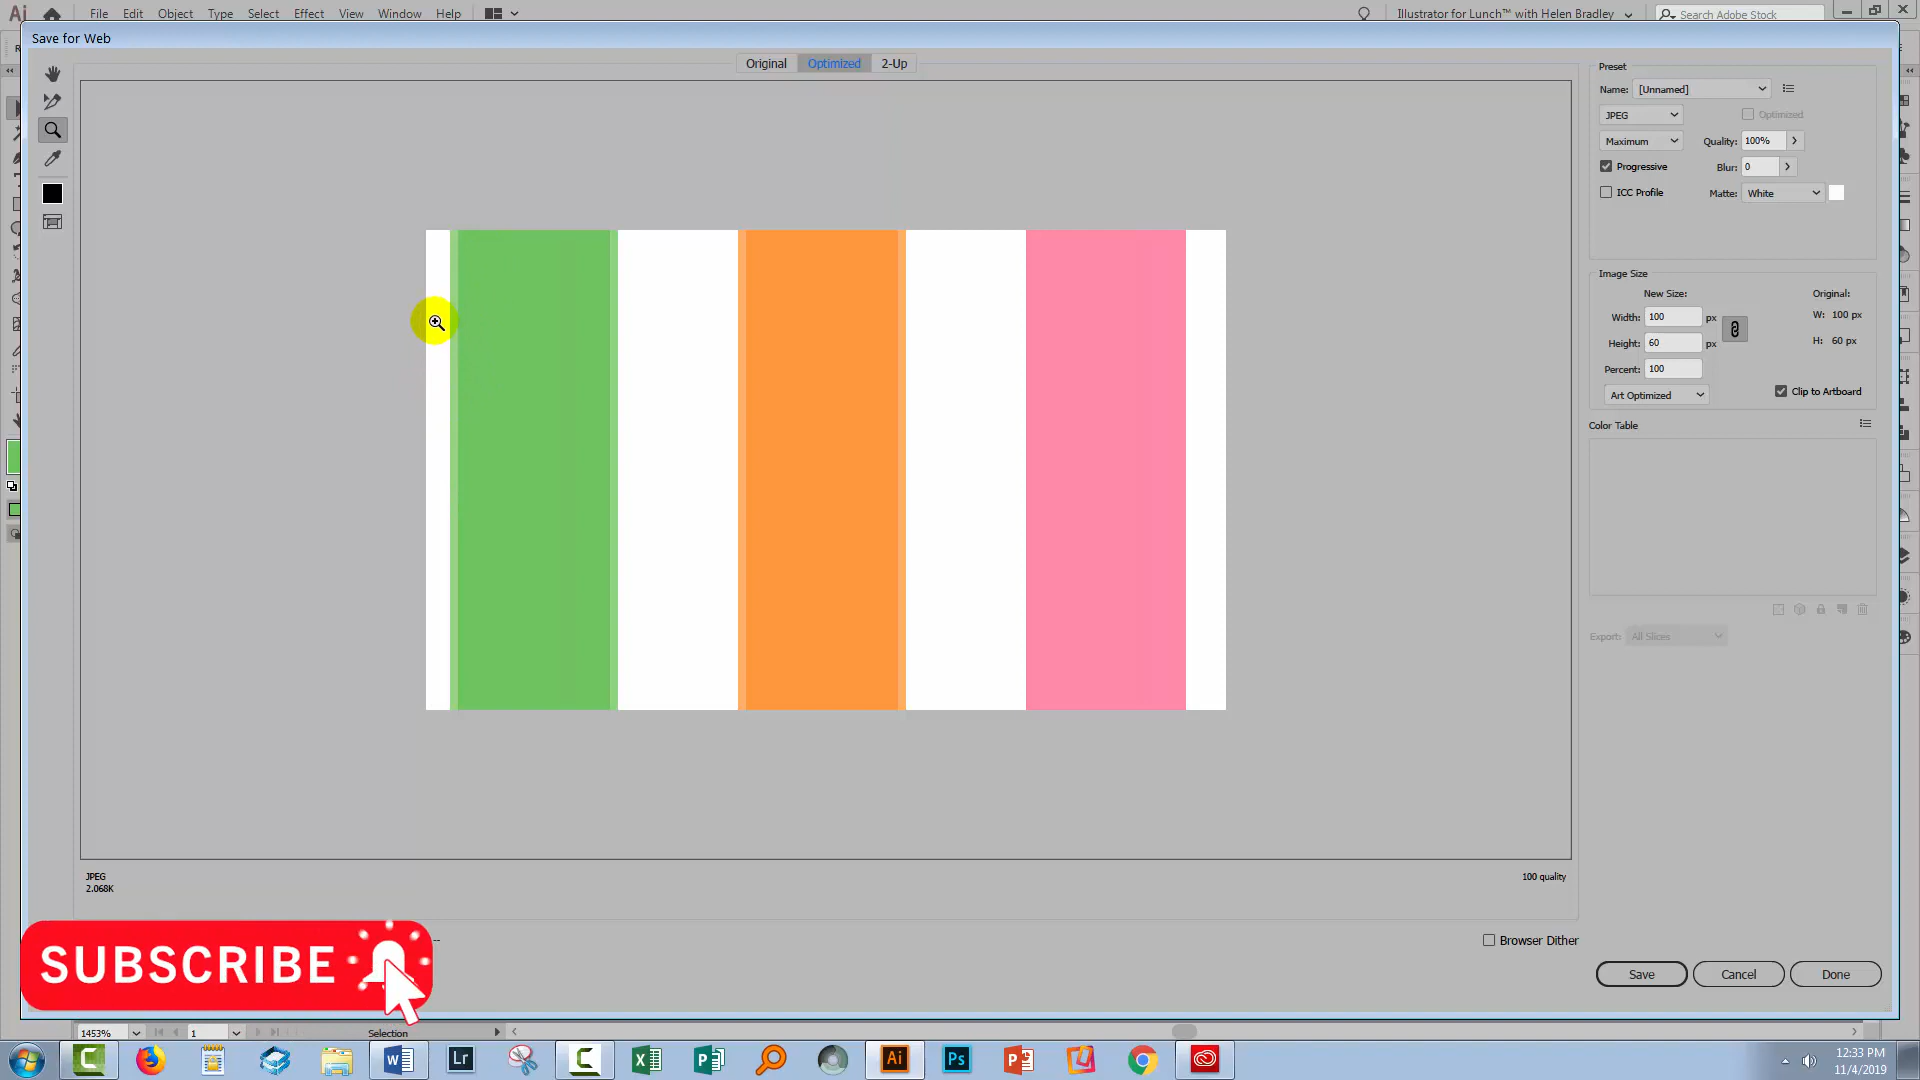 Ai File Edit Object Type Select Effect View Window Help Illustrator for Lunch™ with Helen Bradley Search Adobe Stock
Save for Web
Original Optimized 2-Up
Preset
Name: [Unnamed]
JPEG Optimized
Maximum Quality: 100%
Progressive Blur: 0
ICC Profile Matte: White
Image Size
New Size: Original:
Width: 100 px W: 100 px
Height: 60 px H: 60 px
Percent: 100
Art Optimized Clip to Artboard
Color Table
Export: All Slices
JPEG
2.068K
100 quality
--
Browser Dither
SUBSCRIBE
Save Cancel Done
1453% 1 Selection
Lr Ai Ps
12:33 PM
11/4/2019